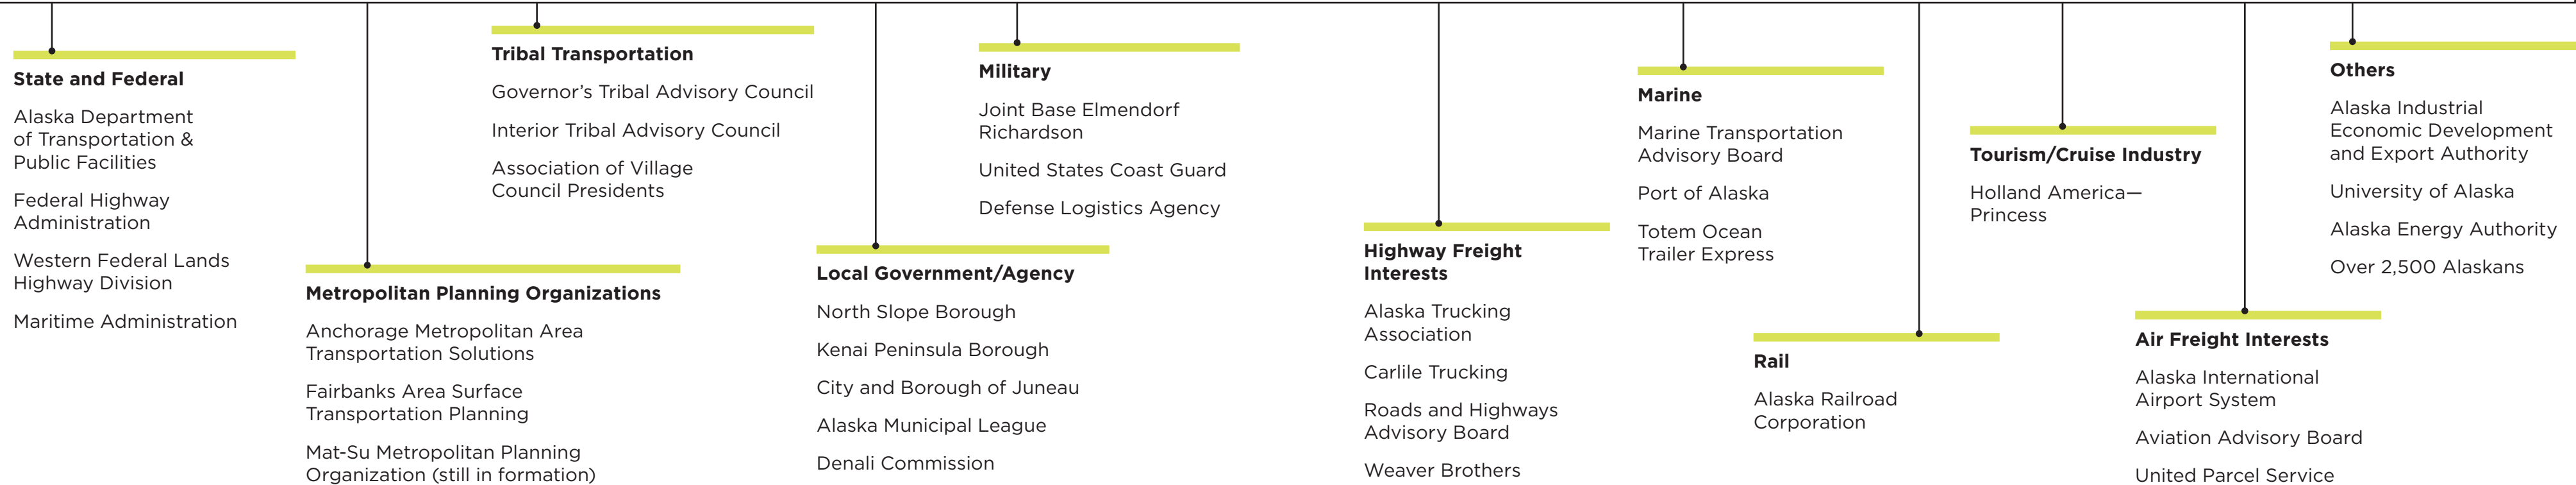 State and Federal
Alaska Department
of Transportation &
Public Facilities
Federal Highway
Administration
Western Federal Lands
Highway Division
Maritime Administration
Metropolitan Planning Organizations
Anchorage Metropolitan Area
Transportation Solutions
Fairbanks Area Surface
Transportation Planning
Mat-Su Metropolitan Planning
Organization (still in formation)
Tribal Transportation
Governor’s Tribal Advisory Council
Interior Tribal Advisory Council
Association of Village
Council Presidents
Local Government/Agency
North Slope Borough
Kenai Peninsula Borough
City and Borough of Juneau
Alaska Municipal League
Denali Commission
Military
Joint Base Elmendorf
Richardson
United States Coast Guard
Defense Logistics Agency
Highway Freight
Interests
Alaska Trucking
Association
Carlile Trucking
Roads and Highways
Advisory Board
Weaver Brothers
Marine
Marine Transportation
Advisory Board
Port of Alaska
Totem Ocean
Trailer Express
Rail
Alaska Railroad
Corporation
Tourism/Cruise Industry
Holland America—
Princess
Air Freight Interests
Alaska International
Airport System
Aviation Advisory Board
United Parcel Service
Others
Alaska Industrial
Economic Development
and Export Authority
University of Alaska
Alaska Energy Authority
Over 2,500 Alaskans